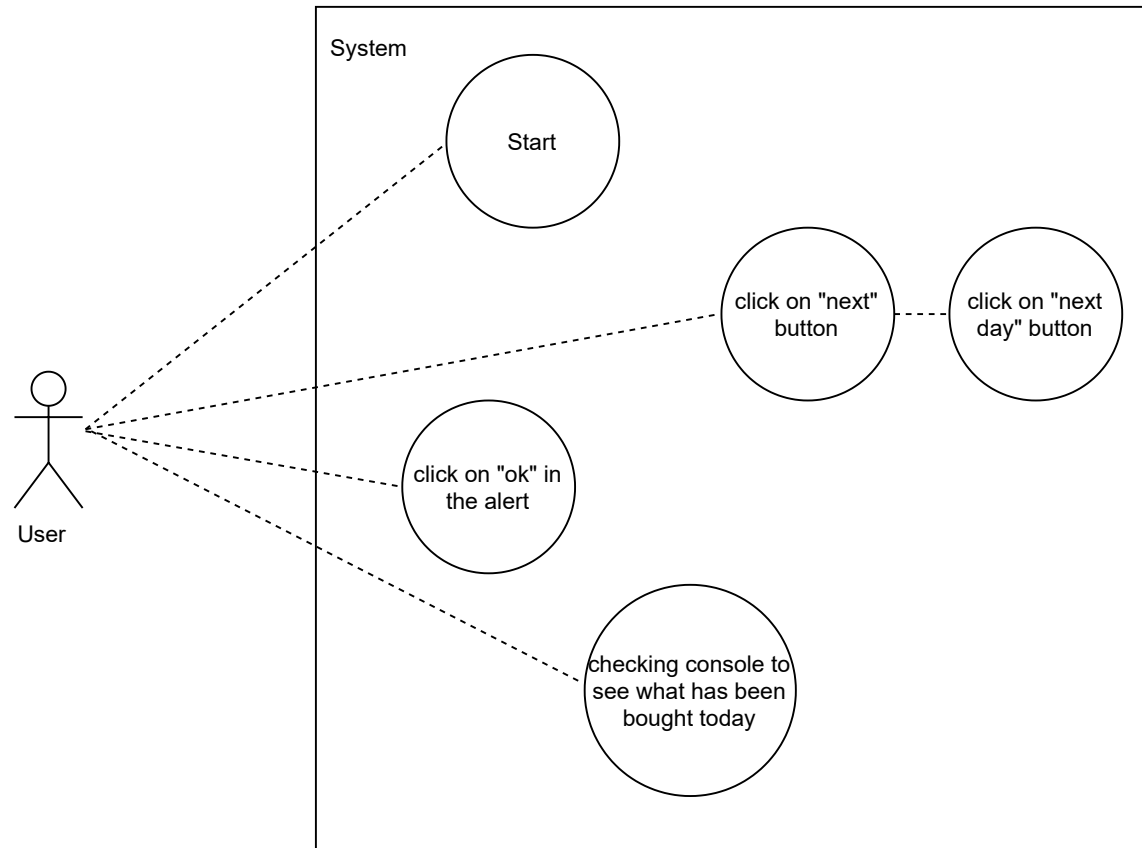 System
Start
click on "next"
button
click on "next
day" button
click on "ok" in
the alert
User
checking console to
see what has been
bought today